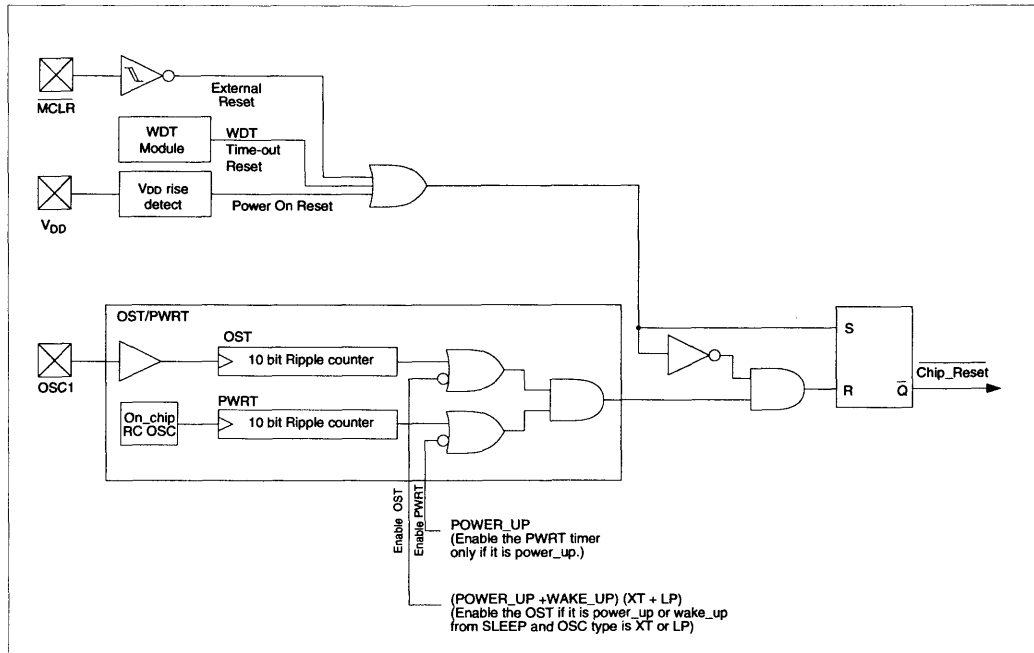 MCLR
External
Reset
WDT
Module
WDT
Time-out
Reset
VDD
VDD rise
detect
Power On Reset
OST/PWRT
OSC1
OST
10 bit Ripple counter
On_chip
RC OSC
PWRT
10 bit Ripple counter
S
R
Q
Chip_Reset
Enable OST
Enable PWRT
POWER_UP
(Enable the PWRT timer
only if it is power_up.)
(POWER_UP +WAKE_UP) (XT + LP)
(Enable the OST if it is power_up or wake_up
from SLEEP and OSC type is XT or LP)